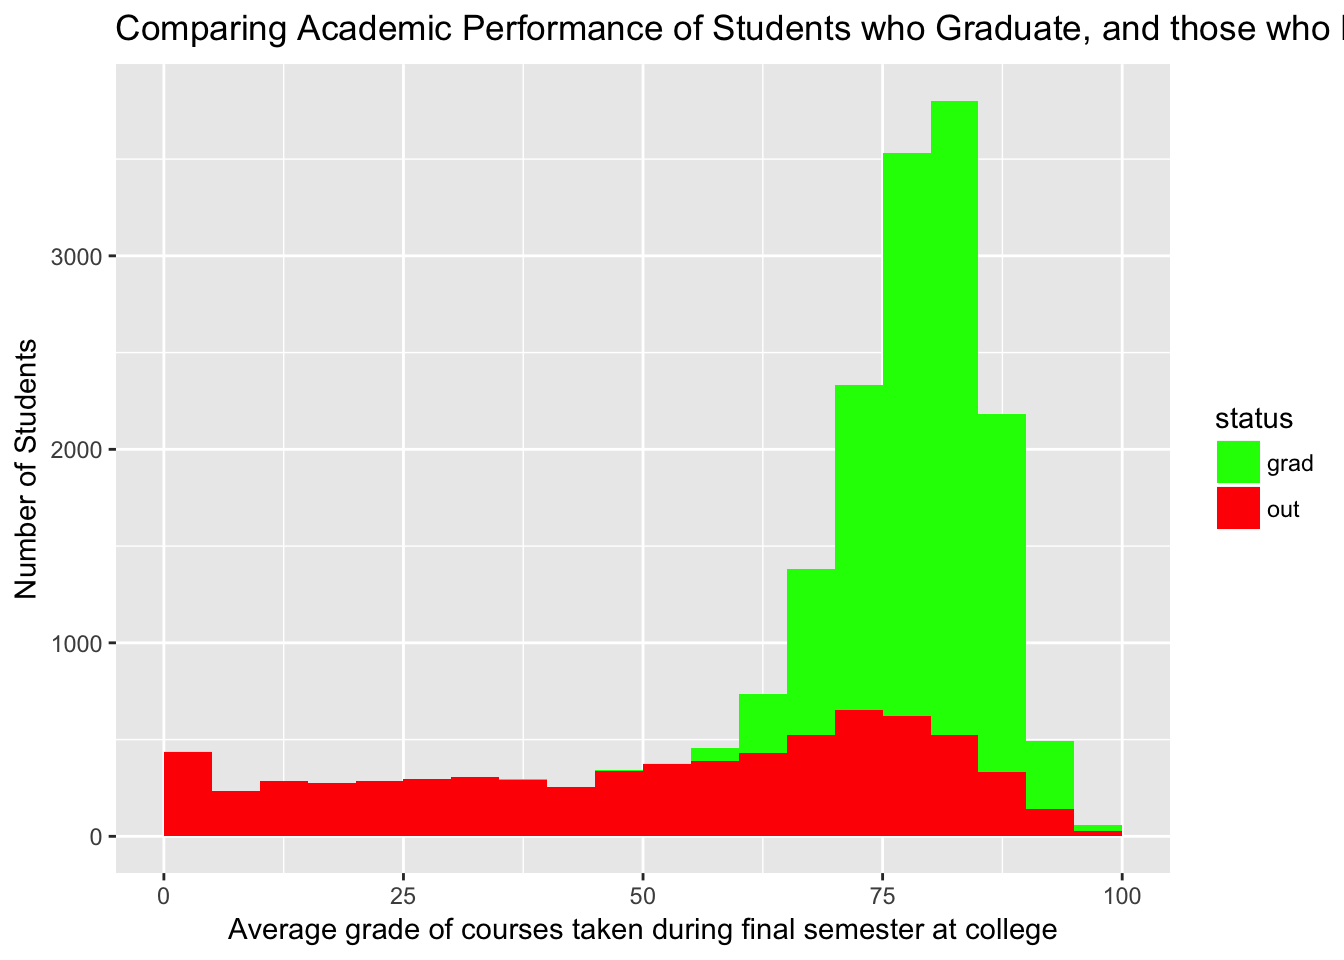 Comparing Academic Performance of Students who Graduate, and those who
3000
2000
1000
0
Number of Students
0 25 50 75 100
Average grade of courses taken during final semester at college
status
grad
out